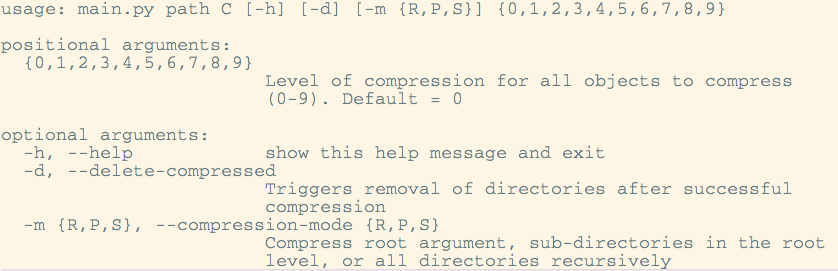 usage: main.py path C [-h] [-d] [-m {R,P,S}] {0,1,2,3,4,5,6,7,8,9}
positional arguments:
{0,1,2,3,4,5,6,7,8,9}
Level of compression for all objects to compress
(0-9). Default = 0
optional arguments:
-h, --help show this help message and exit
-d, --delete-compressed
Triggers removal of directories after successful
compression
-m {R,P,S}, --compression-mode {R,P,S}
Compress root argument, sub-directories in the root
level, or all directories recursively